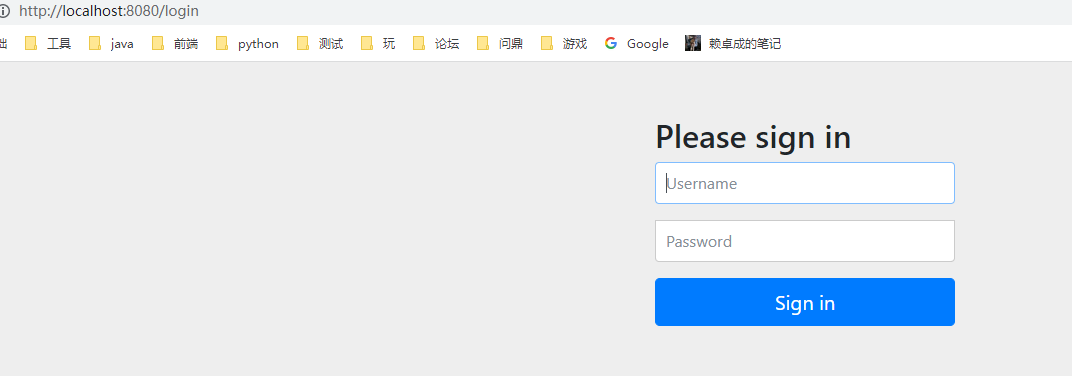 http://localhost:8080/login
础 工具 java 前端 python 测试 玩 论坛 问鼎 游戏 Google 赖卓成的笔记
Please sign in
Username
Password
Sign in